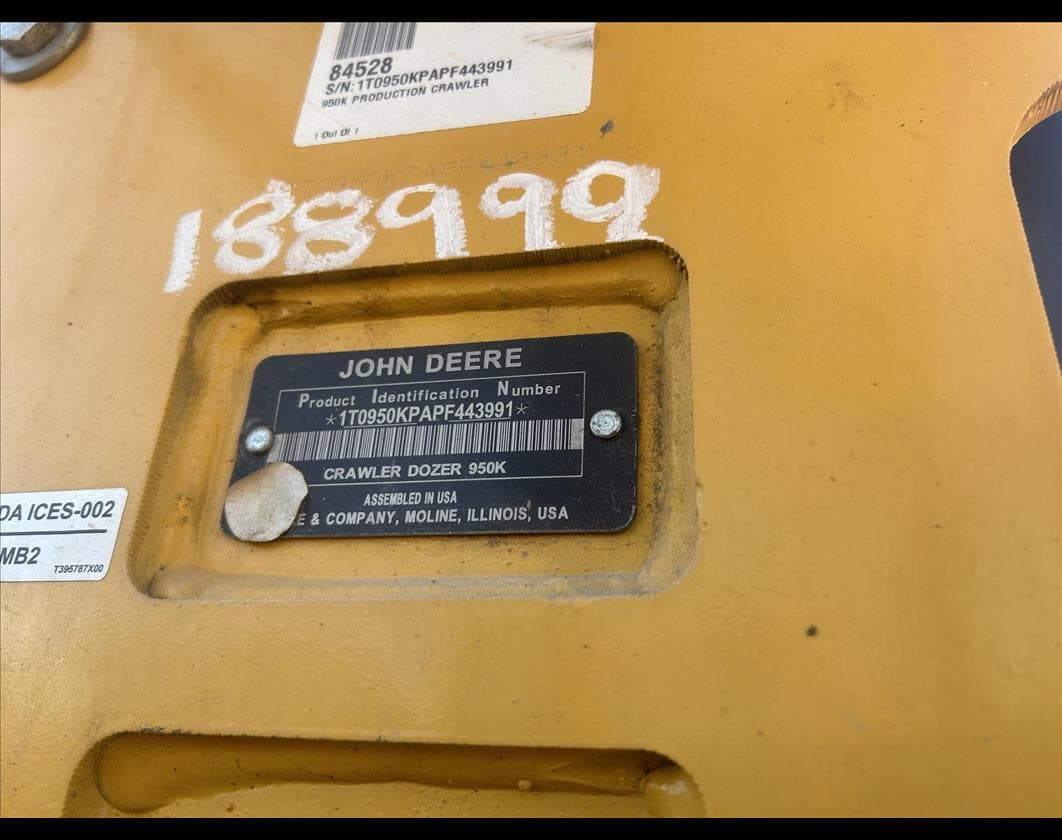 84528
S/N: 1T0950KPAPF443991
950K PRODUCTION CRAWLER
1 Out Of 1
188999
JOHN DEERE
Product Identification Number
*1T0950KPAPF443991*
CRAWLER DOZER 950K
ASSEMBLED IN USA
E & COMPANY, MOLINE, ILLINOIS, USA
DA ICES-002
MB2
T395787X00